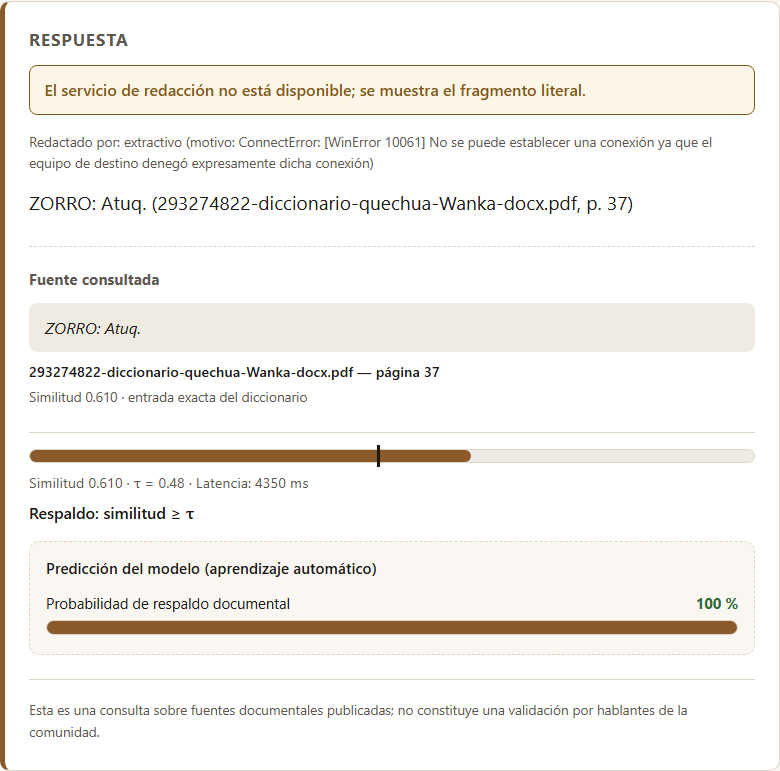 RESPUESTA
El servicio de redacción no está disponible; se muestra el fragmento literal.
Redactado por: extractivo (motivo: ConnectError: [WinError 10061] No se puede establecer una conexión ya que el
equipo de destino denegó expresamente dicha conexión)
ZORRO: Atuq. (293274822-diccionario-quechua-Wanka-docx.pdf, p. 37)
Fuente consultada
ZORRO: Atuq.
293274822-diccionario-quechua-Wanka-docx.pdf — página 37
Similitud 0.610 · entrada exacta del diccionario
Similitud 0.610 · τ = 0.48 · Latencia: 4350 ms
Respaldo: similitud ≥ τ
Predicción del modelo (aprendizaje automático)
Probabilidad de respaldo documental 100 %
Esta es una consulta sobre fuentes documentales publicadas; no constituye una validación por hablantes de la
comunidad.